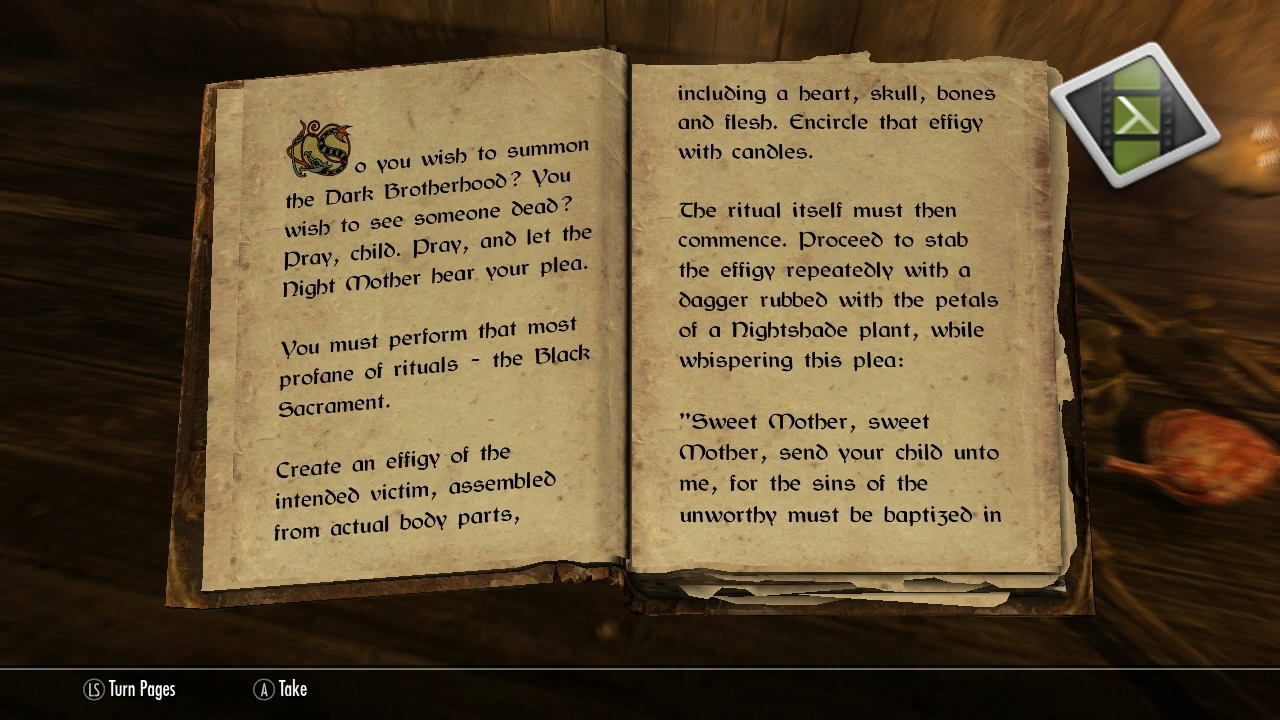 So you wish to summon
the Dark Brotherhood? You
wish to see someone dead?
Pray, child. Pray, and let the
Night Mother hear your plea.
You must perform that most
profane of rituals - the Black
Sacrament.
Create an effigy of the
intended victim, assembled
from actual body parts,
including a heart, skull, bones
and flesh. Encircle that effigy
with candles.
The ritual itself must then
commence. Proceed to stab
the effigy repeatedly with a
dagger rubbed with the petals
of a Nightshade plant, while
whispering this plea:
"Sweet Mother, sweet
Mother, send your child unto
me, for the sins of the
unworthy must be baptized in
LS Turn Pages
A Take